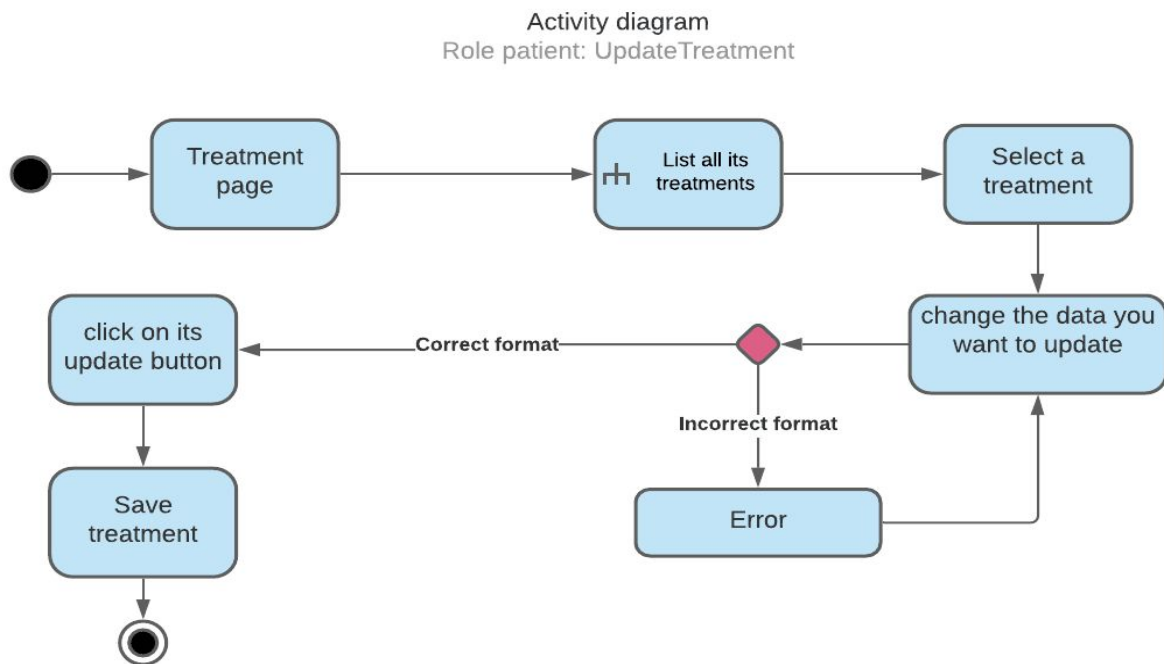 Activity diagram
Role patient: UpdateTreatment
Treatment
page
List all its
treatments
Select a
treatment
change the data you
want to update
click on its
update button
Correct format
Incorrect format
Save
treatment
Error